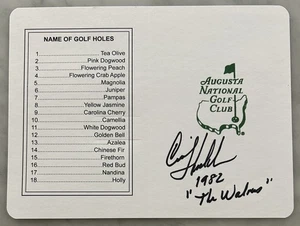 NAME OF GOLF HOLES
1. Tea Olive
2. Pink Dogwood
3. Flowering Peach
4. Flowering Crab Apple
5. Magnolia
6. Juniper
7. Pampas
8. Yellow Jasmine
9. Carolina Cherry
10. Camellia
11. White Dogwood
12. Golden Bell
13. Azalea
14. Chinese Fir
15. Firethorn
16. Red Bud
17. Nandina
18. Holly
AUGUSTA
NATIONAL
GOLF
CLUB
1982
"The Walrus"